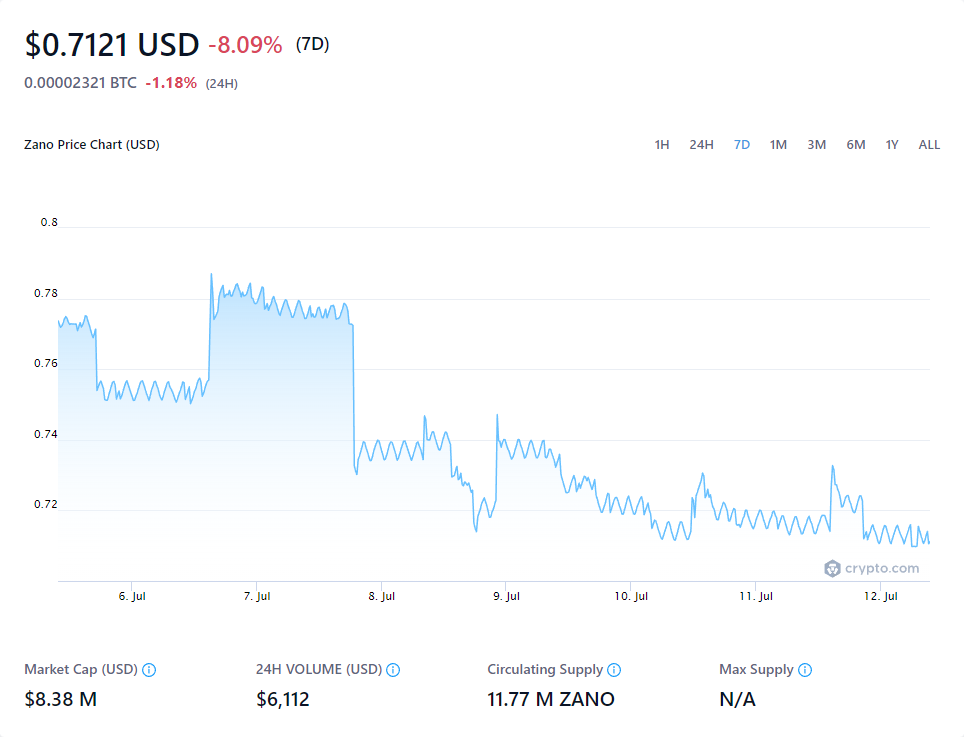 $0.7121 USD -8.09% (7D)
0.00002321 BTC -1.18% (24H)
Zano Price Chart (USD) 1H 24H 7D 1M 3M 6M 1Y ALL
0.8
0.78
0.76
0.74
0.72
crypto.com
6. Jul 7. Jul 8. Jul 9. Jul 10. Jul 11. Jul 12. Jul
Market Cap (USD) 24H VOLUME (USD) Circulating Supply Max Supply
$8.38 M $6,112 11.77 M ZANO N/A